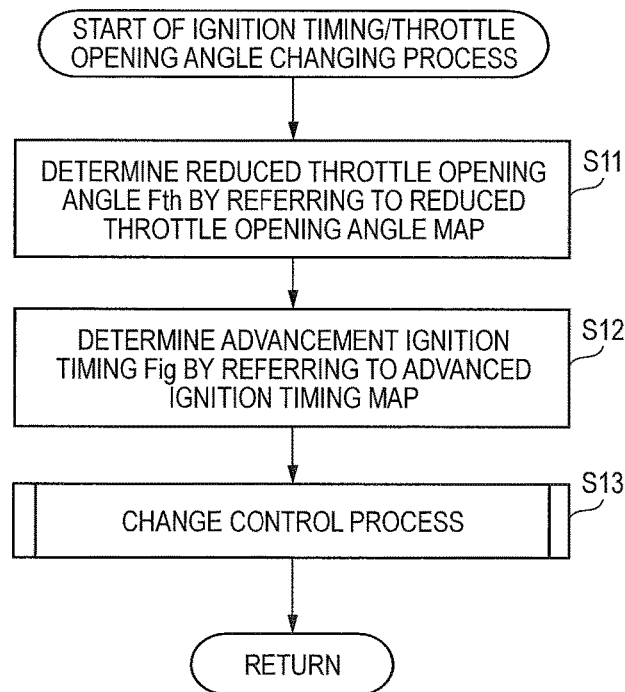 START OF IGNITION TIMING/THROTTLE
OPENING ANGLE CHANGING PROCESS
S11
DETERMINE REDUCED THROTTLE OPENING
ANGLE Fth BY REFERRING TO REDUCED
THROTTLE OPENING ANGLE MAP
S12
DETERMINE ADVANCEMENT IGNITION
TIMING Fig BY REFERRING TO ADVANCED
IGNITION TIMING MAP
S13
CHANGE CONTROL PROCESS
RETURN